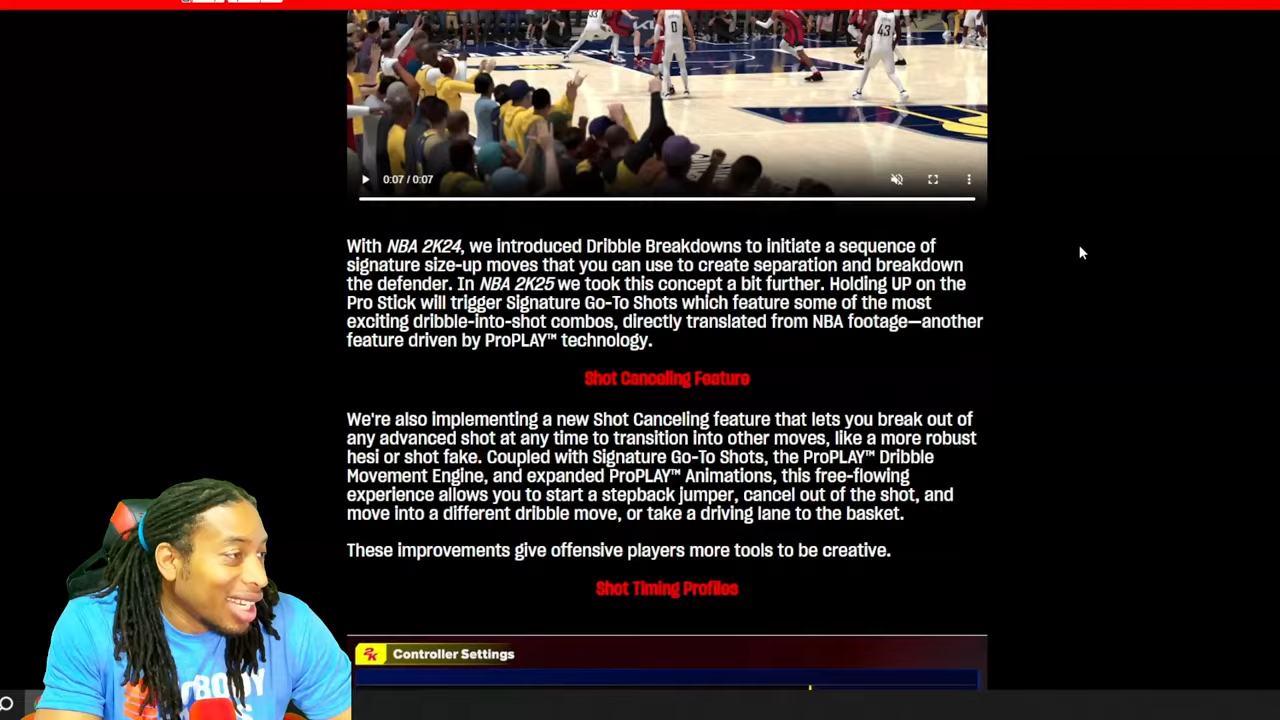 0
43
0:07 / 0:07
With NBA 2K24, we introduced Dribble Breakdowns to initiate a sequence of
signature size-up moves that you can use to create separation and breakdown
the defender. In NBA 2K25 we took this concept a bit further. Holding UP on the
Pro Stick will trigger Signature Go-To Shots which feature some of the most
exciting dribble-into-shot combos, directly translated from NBA footage—another
feature driven by ProPLAY™ technology.
Shot Canceling Feature
We're also implementing a new Shot Canceling feature that lets you break out of
any advanced shot at any time to transition into other moves, like a more robust
hesi or shot fake. Coupled with Signature Go-To Shots, the ProPLAY™ Dribble
Movement Engine, and expanded ProPLAY™ Animations, this free-flowing
experience allows you to start a stepback jumper, cancel out of the shot, and
move into a different dribble move, or take a driving lane to the basket.
These improvements give offensive players more tools to be creative.
Shot Timing Profiles
2K Controller Settings